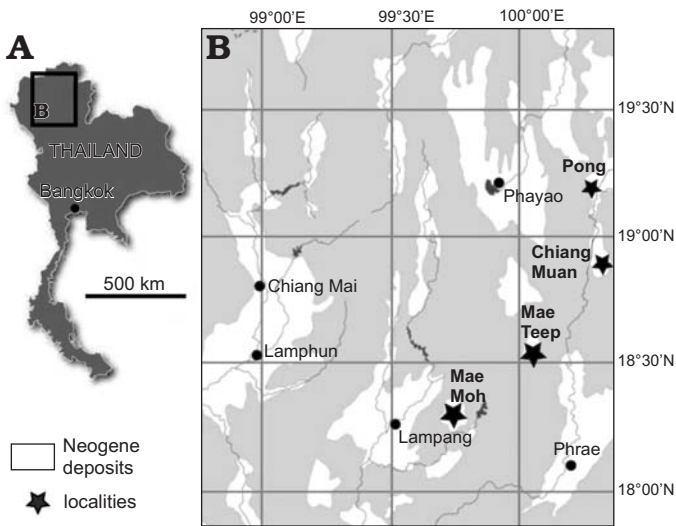 A
B
THAILAND
Bangkok
500 km
Neogene
deposits
localities
B
99°00'E
99°30'E
100°00'E
19°30'N
19°00'N
18°30'N
18°00'N
Pong
Phayao
Chiang
Muan
Chiang Mai
Mae
Teep
Lamphun
Mae
Moh
Lampang
Phrae